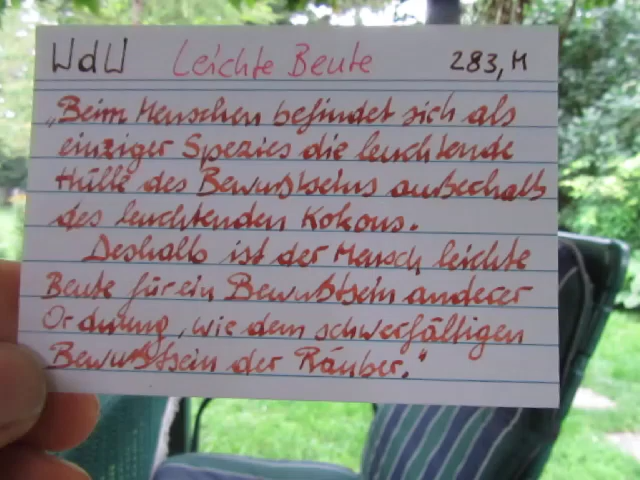 WdW Leichte Beute 283, M
„Beim Menschen befindet sich als
einziger Spezies die leuchtende
Hülle des Bewußtseins außerhalb
des leuchtenden Kokons.
Deshalb ist der Mensch leichte
Beute für ein Bewußtsein anderer
Ordnung, wie dem schwerfälligen
Bewußtsein der Räuber."